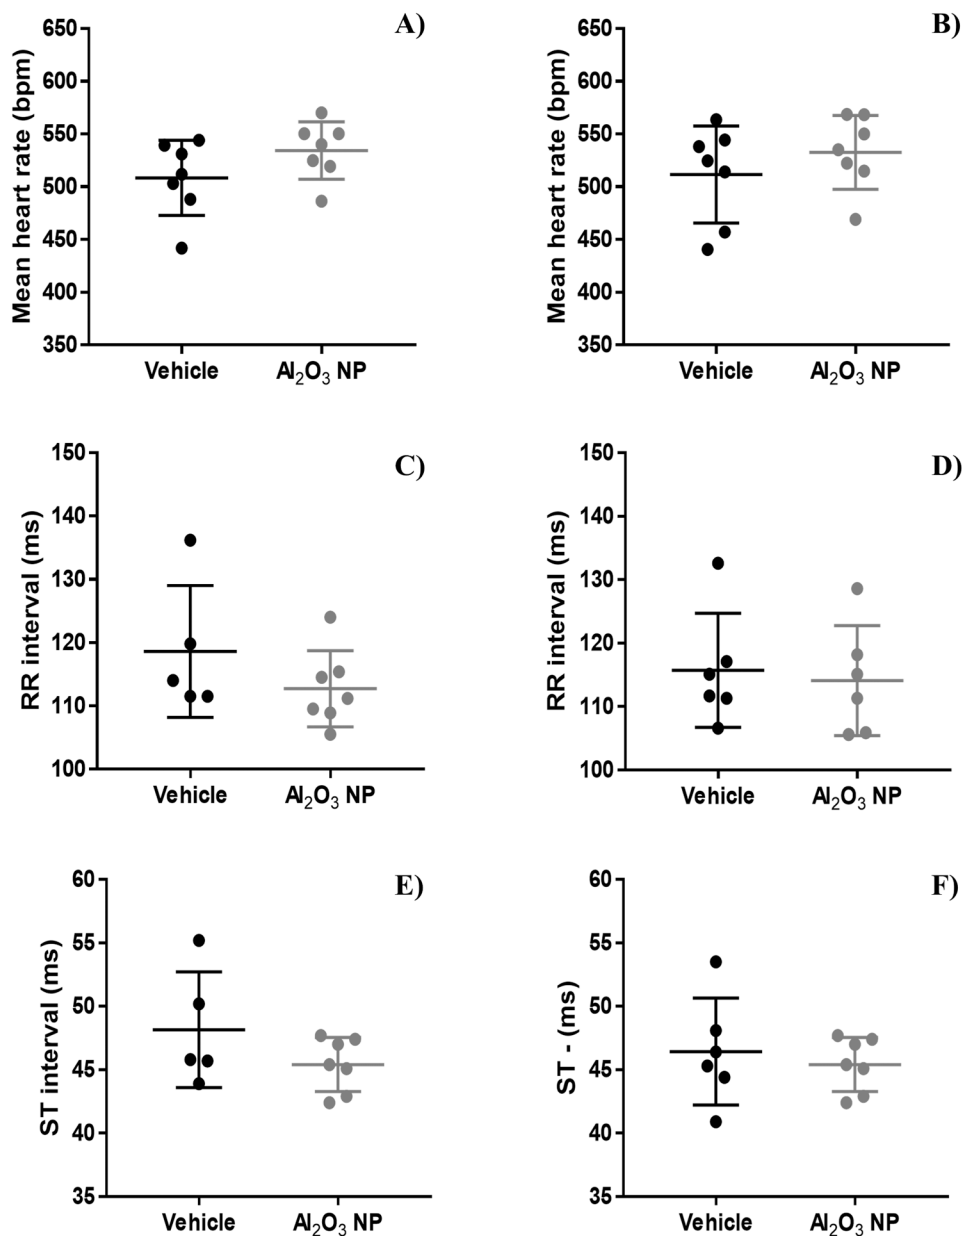 A)
Mean heart rate (bpm)
650
600
550
500
450
400
350
Vehicle
Al₂O₃ NP
B)
Mean heart rate (bpm)
650
600
550
500
450
400
350
Vehicle
Al₂O₃ NP
C)
RR interval (ms)
150
140
130
120
110
100
Vehicle
Al₂O₃ NP
D)
RR interval (ms)
150
140
130
120
110
100
Vehicle
Al₂O₃ NP
E)
ST interval (ms)
60
55
50
45
40
35
Vehicle
Al₂O₃ NP
F)
ST - (ms)
60
55
50
45
40
35
Vehicle
Al₂O₃ NP